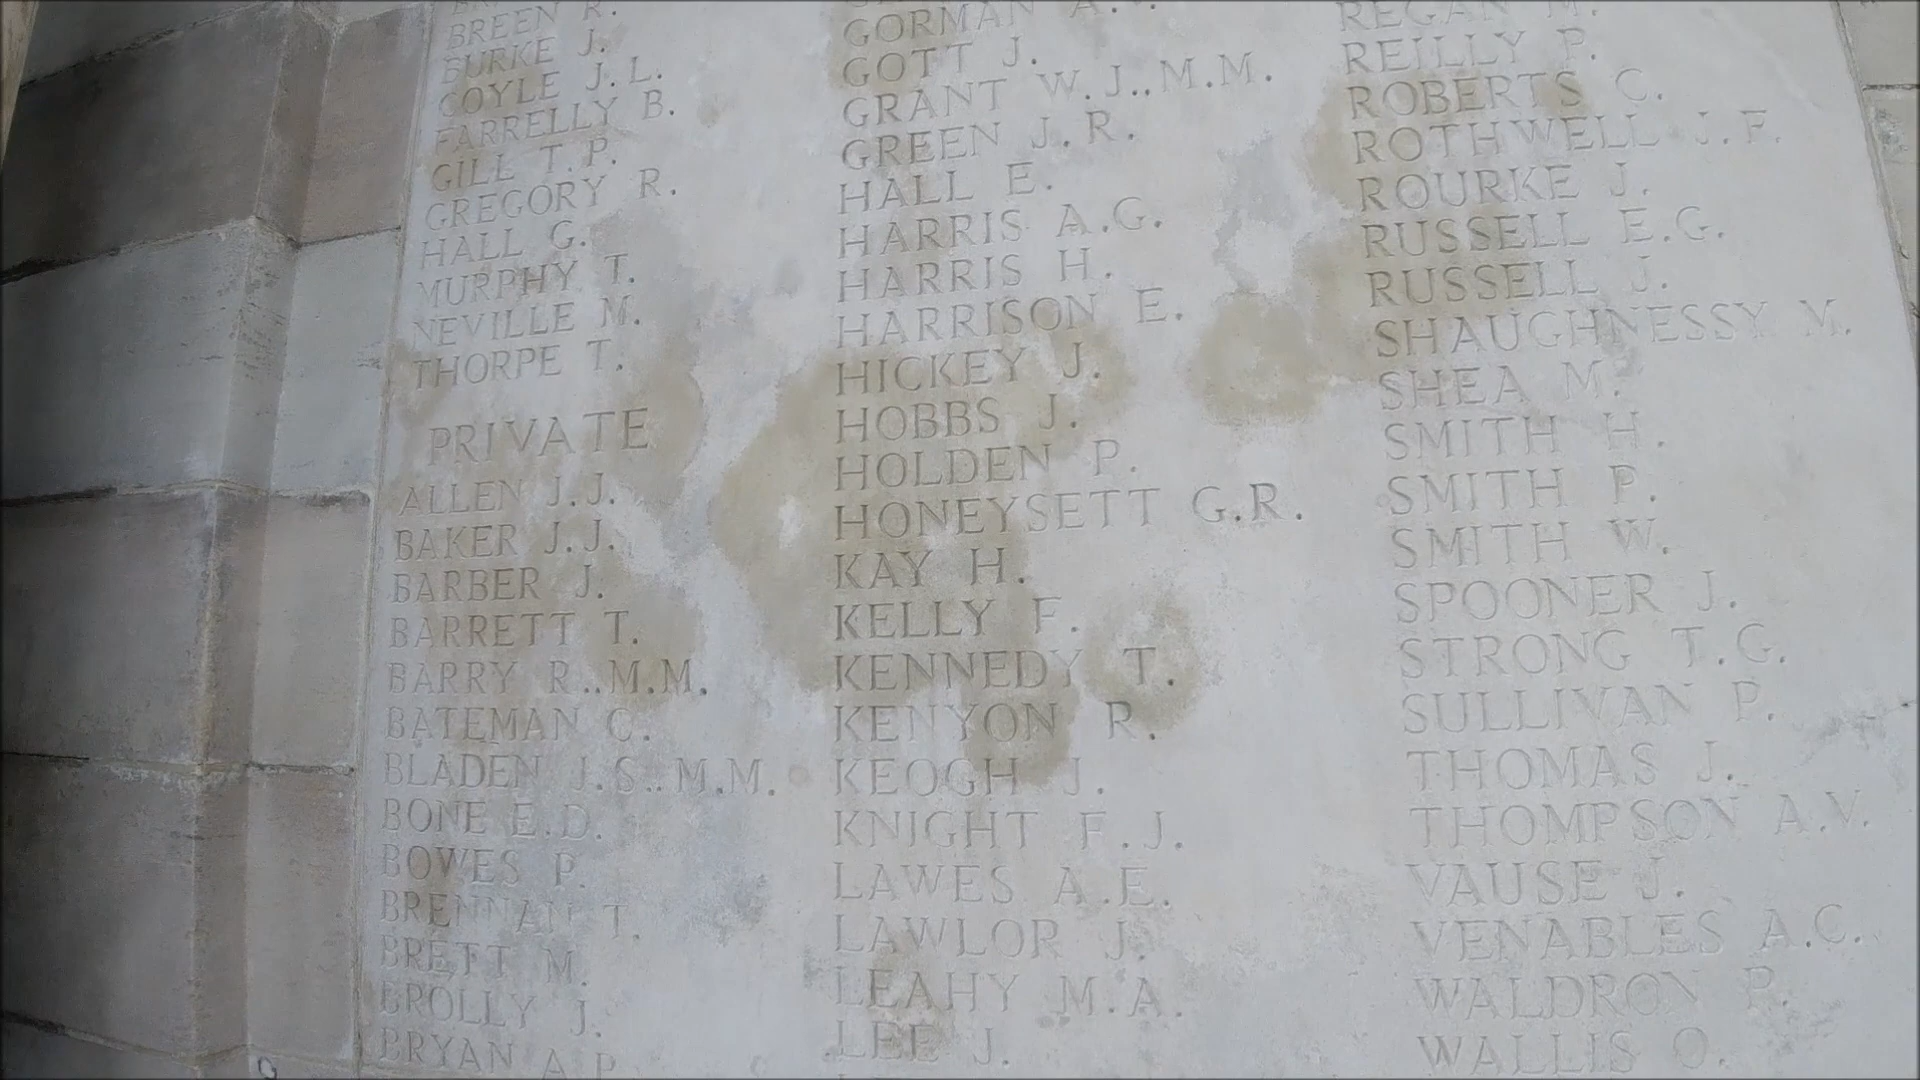 BREEN R.
BURKE J.
COYLE J.L.
FARRELLY B.
GILL T.P.
GREGORY R.
HALL G.
MURPHY T.
NEVILLE M.
THORPE T.
PRIVATE
ALLEN J.J.
BAKER J.J.
BARBER J.
BARRETT T.
BARRY R..M.M.
BATEMAN C.
BLADEN J.S..M.M.
BONE E.D.
BOWES P.
BRENNAN T.
BRETT M.
BROLLY J.
BRYAN A.P.
GORMAN A.
GOTT J.
GRANT W.J..M.M.
GREEN J.R.
HALL E.
HARRIS A.G.
HARRIS H.
HARRISON E.
HICKEY J.
HOBBS J.
HOLDEN P.
HONEYSETT G.R.
KAY H.
KELLY F.
KENNEDY T.
KENYON R.
KEOGH J.
KNIGHT F.J.
LAWES A.E.
LAWLOR J.
LEAHY M.A.
LEE J.
REGAN M.
REILLY P.
ROBERTS C.
ROTHWELL J.F.
ROURKE J.
RUSSELL E.G.
RUSSELL J.
SHAUGHNESSY M.
SHEA M.
SMITH H.
SMITH P.
SMITH W.
SPOONER J.
STRONG T.G.
SULLIVAN P.
THOMAS J.
THOMPSON A.V.
VAUSE J.
VENABLES A.C.
WALDRON P.
WALLIS O.